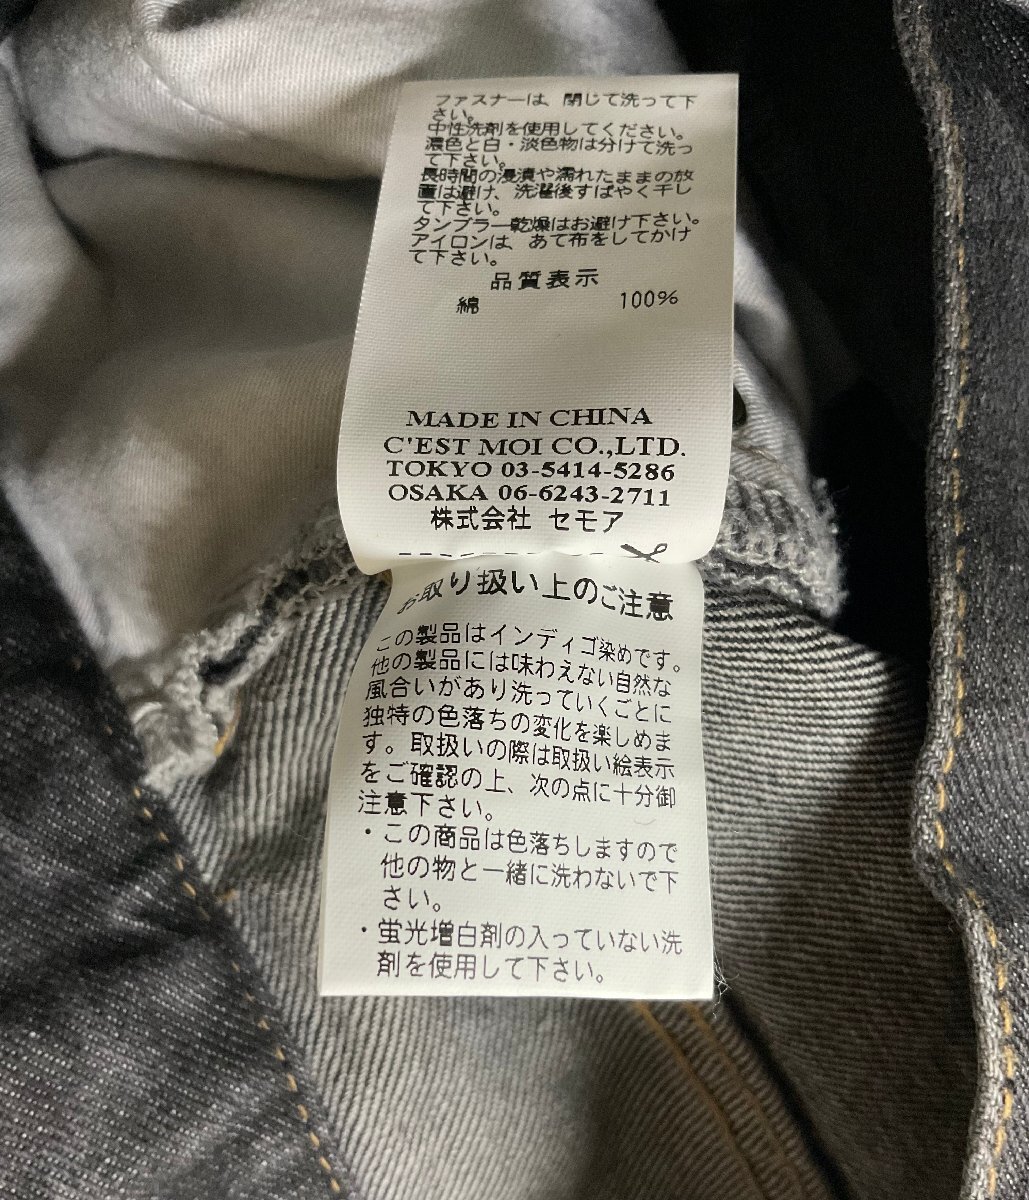 ファスナーは、閉じて洗って下
さい。
中性洗剤を使用してください。
濃色と白・淡色物は分けて洗っ
て下さい。
長時間の浸漬や濡れたままの放
置は避け、洗濯後すばやく干し
て下さい。
タンブラー乾燥はお避け下さい。
アイロンは、あて布をしてかけ
て下さい。
品質表示
綿 100%
MADE IN CHINA
C'EST MOI CO.,LTD.
TOKYO 03-5414-5286
OSAKA 06-6243-2711
株式会社 セモア
お取り扱い上のご注意
この製品はインディゴ染めです。
他の製品には味わえない自然な
風合いがあり洗っていくごとに
独特の色落ちの変化を楽しめま
す。取扱いの際は取扱い絵表示
をご確認の上、次の点に十分御
注意下さい。
・この商品は色落ちしますので
他の物と一緒に洗わないで下
さい。
・蛍光増白剤の入っていない洗
剤を使用して下さい。